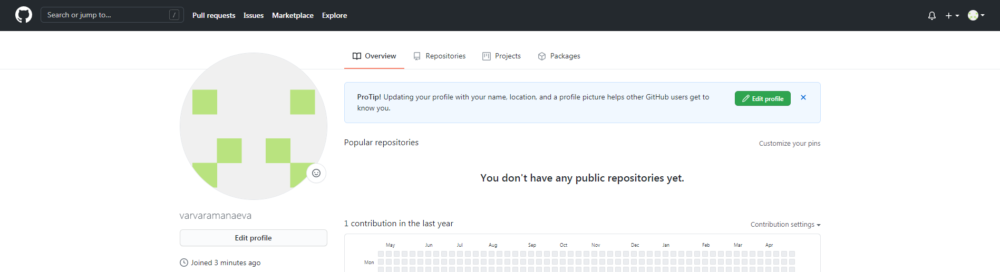 Search or jump to... /
Pull requests Issues Marketplace Explore
Overview Repositories Projects Packages
ProTip! Updating your profile with your name, location, and a profile picture helps other GitHub users get to
know you.
Edit profile
Popular repositories
Customize your pins
You don't have any public repositories yet.
varvaramanaeva
Edit profile
Joined 3 minutes ago
1 contribution in the last year
Contribution settings
May Jun Jul Aug Sep Oct Nov Dec Jan Feb Mar Apr
Mon